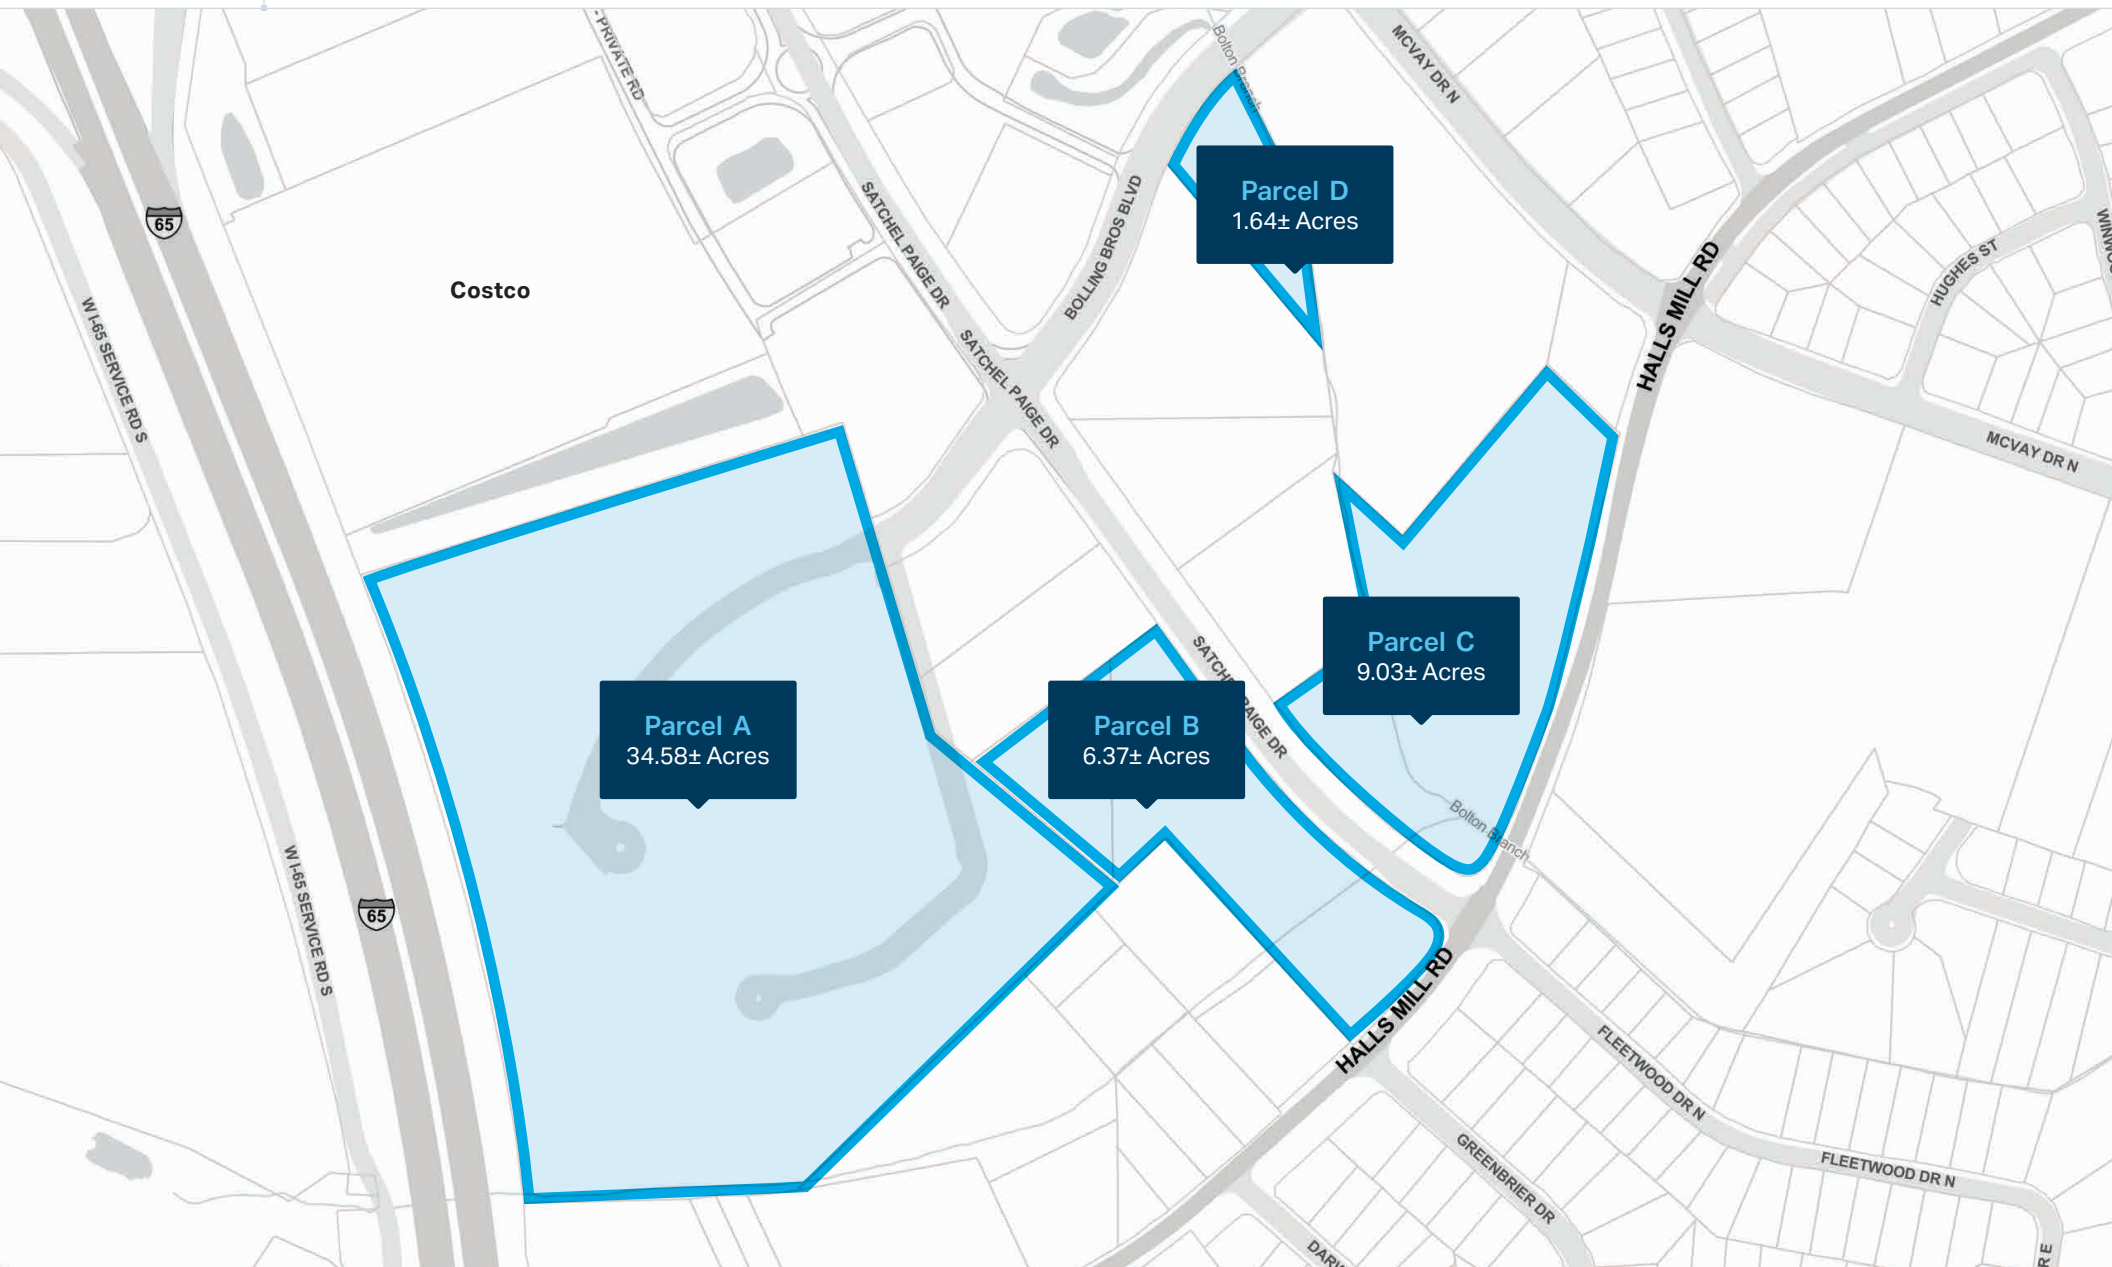 PRIVATE RD
Bolton Branch
MCVAY DR N
65
SATCHEL PAIGE DR
BOLLING BROS BLVD
Parcel D
1.64± Acres
HALLS MILL RD
HUGHES ST
Costco
W I-65 SERVICE RD S
SATCHEL PAIGE DR
MCVAY DR N
Parcel C
9.03± Acres
SATCHEL PAIGE DR
Parcel A
34.58± Acres
Parcel B
6.37± Acres
Bolton Branch
W I-65 SERVICE RD S
65
HALLS MILL RD
FLEETWOOD DR N
GREENBRIER DR
FLEETWOOD DR N